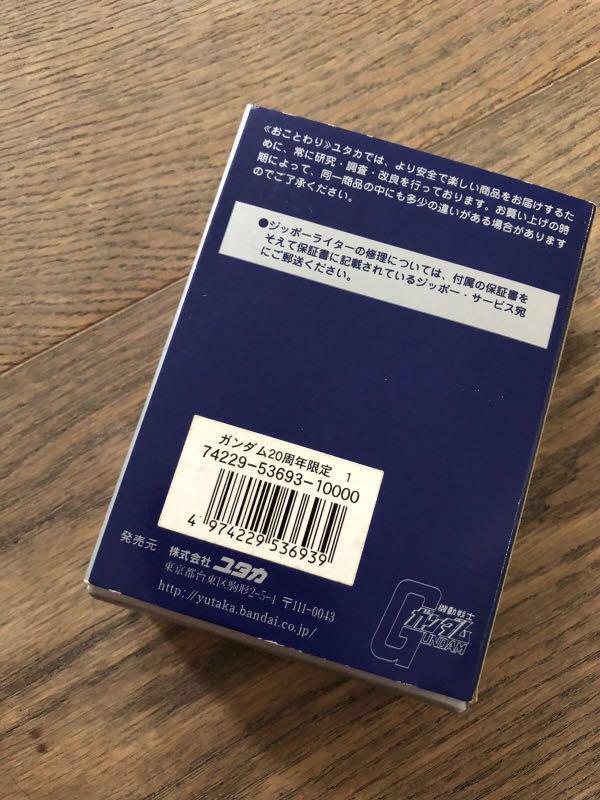 《おことわり》ユタカでは、より安全で楽しい商品をお届けするた
めに、常に研究・調査・改良を行っております。お買い上げの時
期によって、同一商品の中にも多少の違いがある場合があります
のでご了承ください。
●ジッポーライターの修理については、付属の保証書を
そえて保証書に記載されているジッポー・サービス宛
にご郵送ください。
ガンダム20周年限定 1
74229-53693-10000
4 974229 536939
発売元 株式会社 ユタカ
東京都台東区駒形2-5-4 〒111-0043
http://yutaka.bandai.co.jp/
機動戦士
ガンダム
GUNDAM